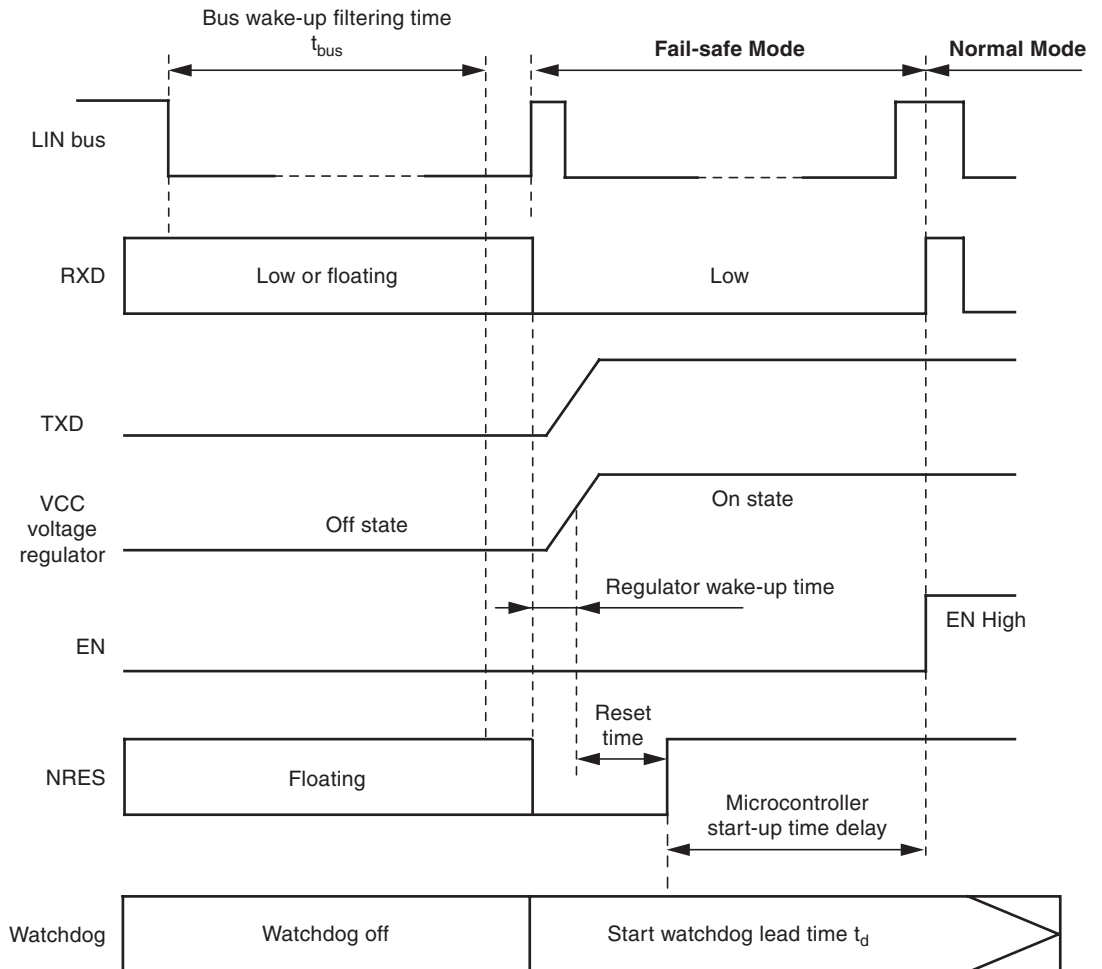 Bus wake-up filtering time
tbus
Fail-safe Mode
Normal Mode
LIN bus
RXD
Low or floating
Low
TXD
VCC
voltage
regulator
Off state
On state
Regulator wake-up time
EN
EN High
Reset
time
NRES
Floating
Microcontroller
start-up time delay
Watchdog
Watchdog off
Start watchdog lead time td